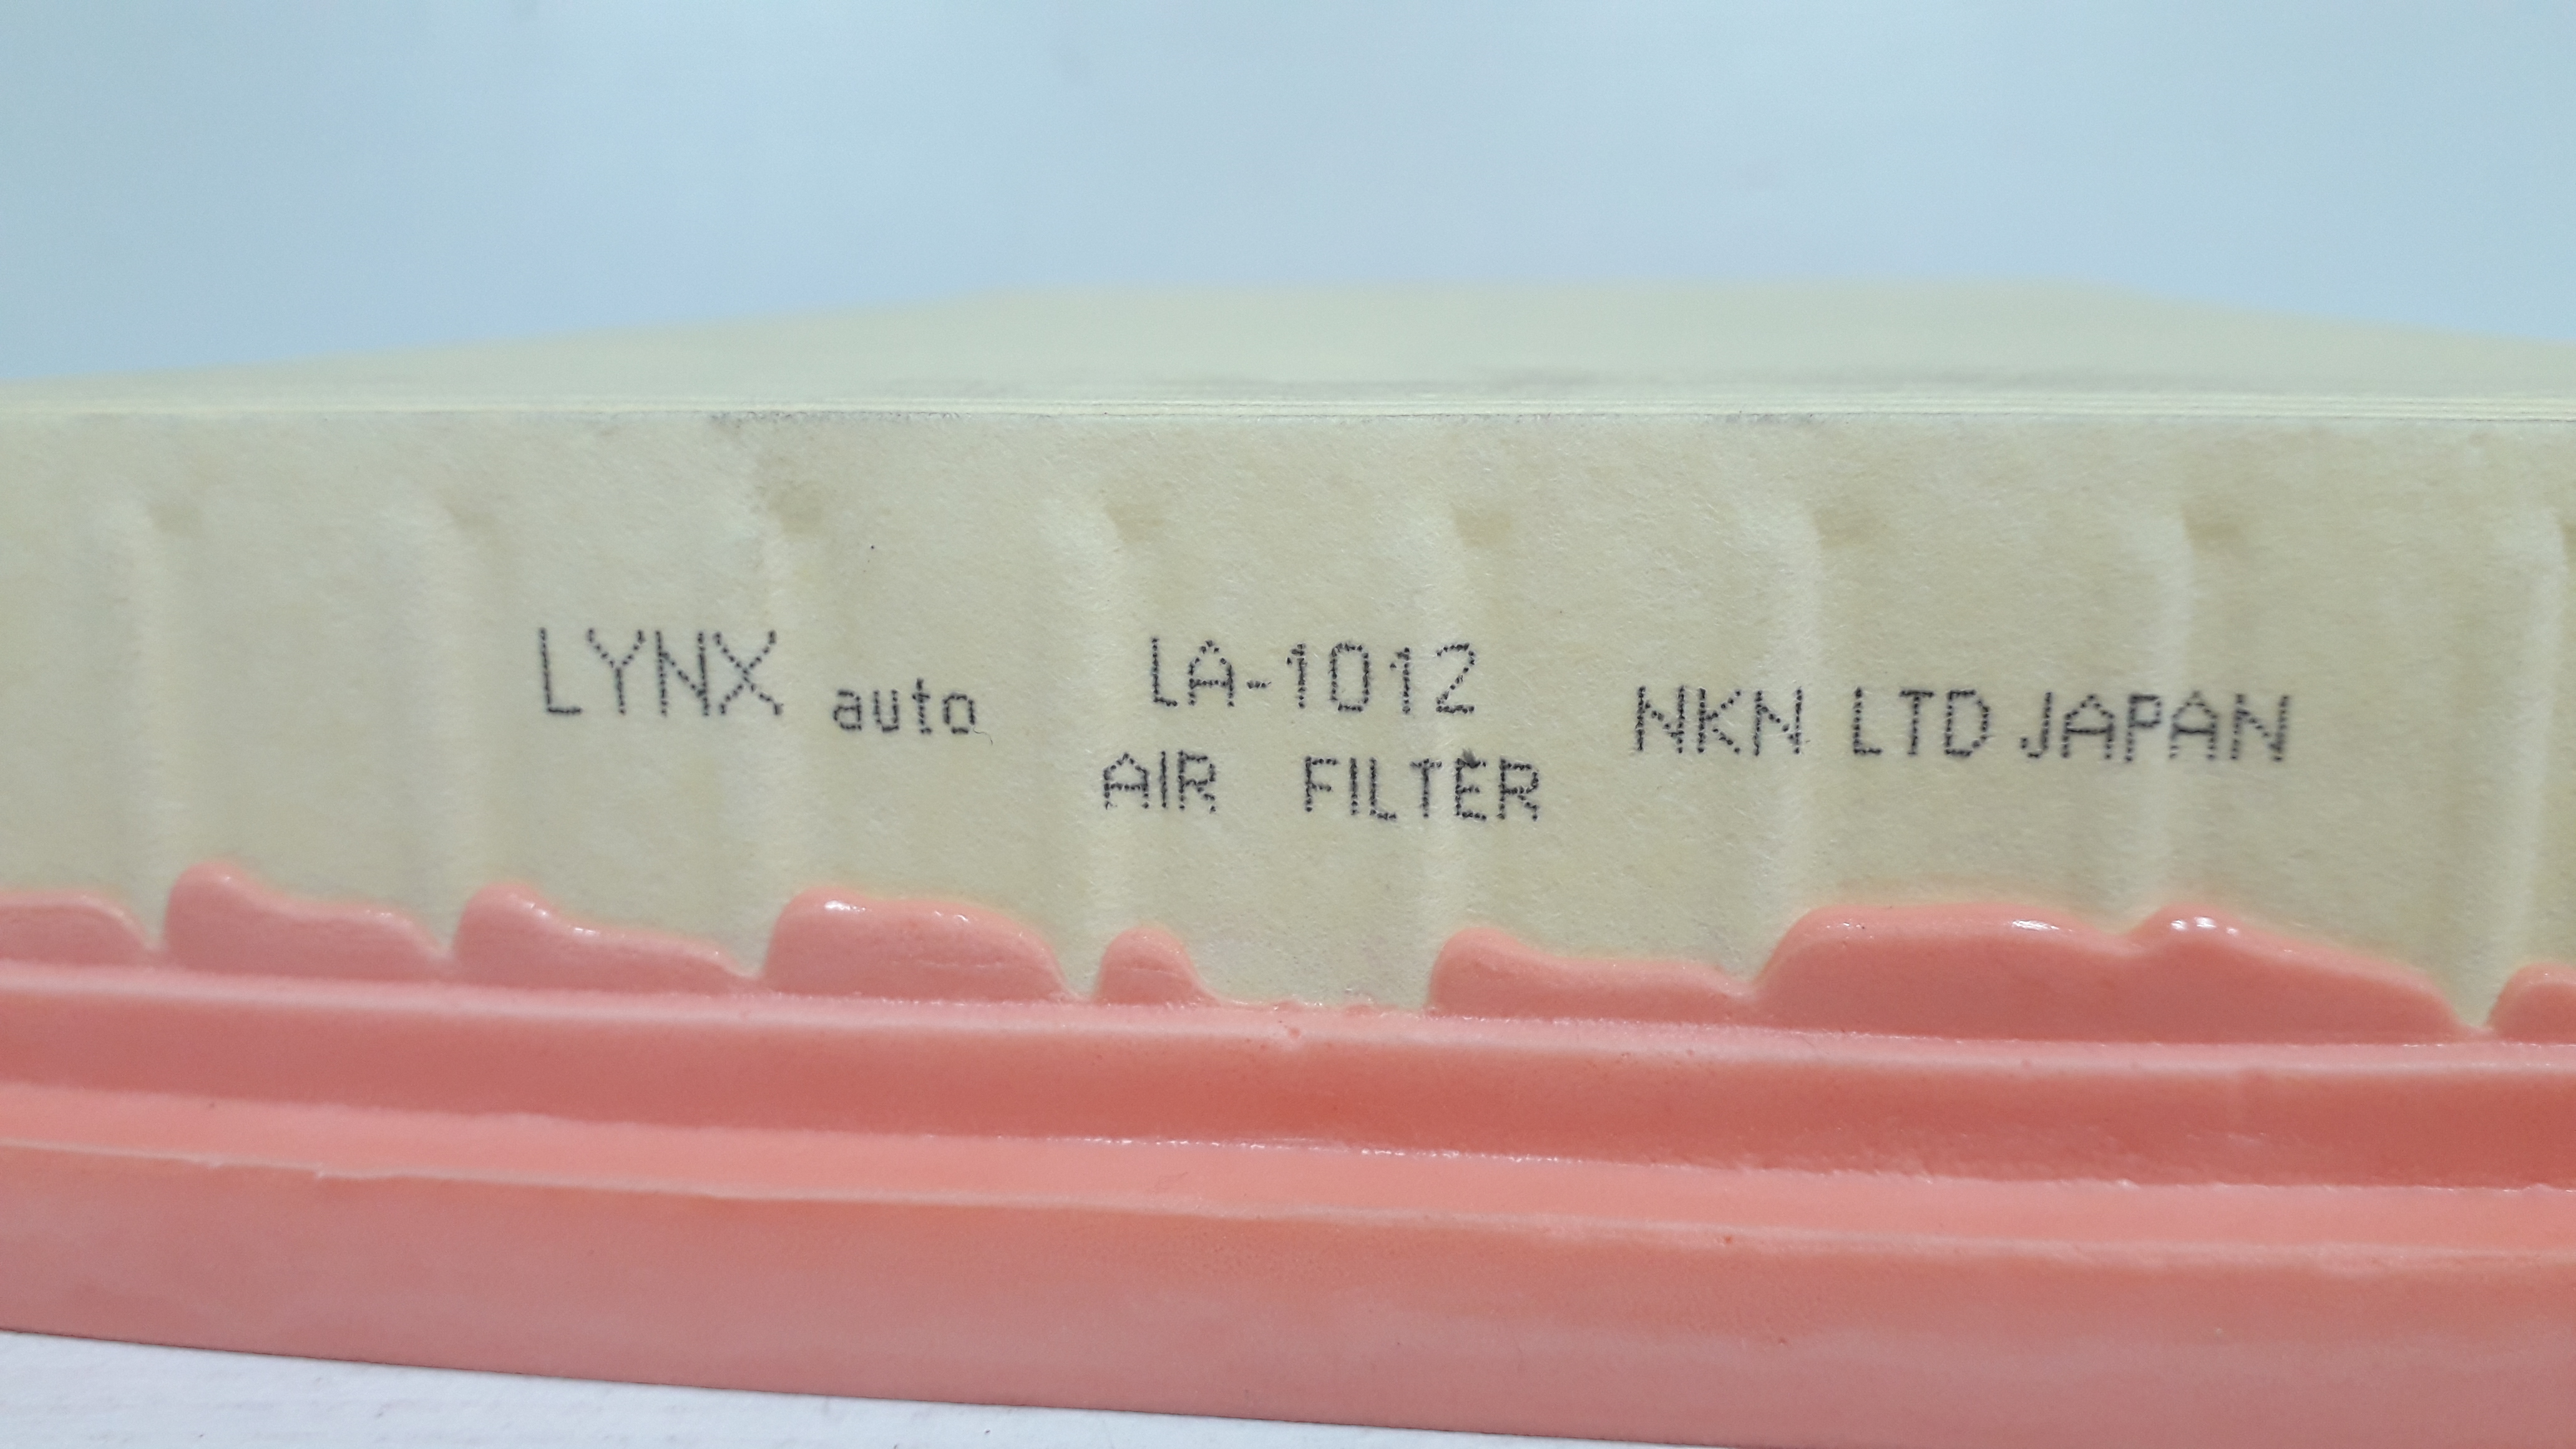 LYNX auto LA-1012 NKN LTD JAPAN
AIR FILTER